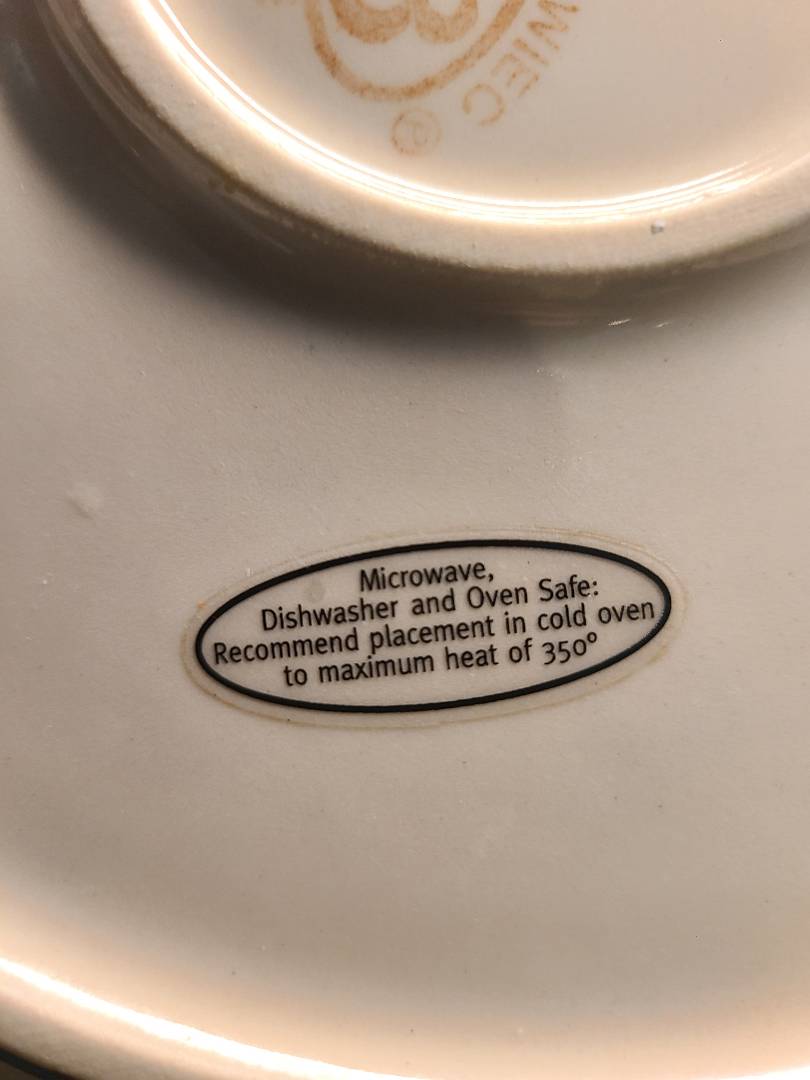 WIEC
©
Microwave,
Dishwasher and Oven Safe:
Recommend placement in cold oven
to maximum heat of 350°